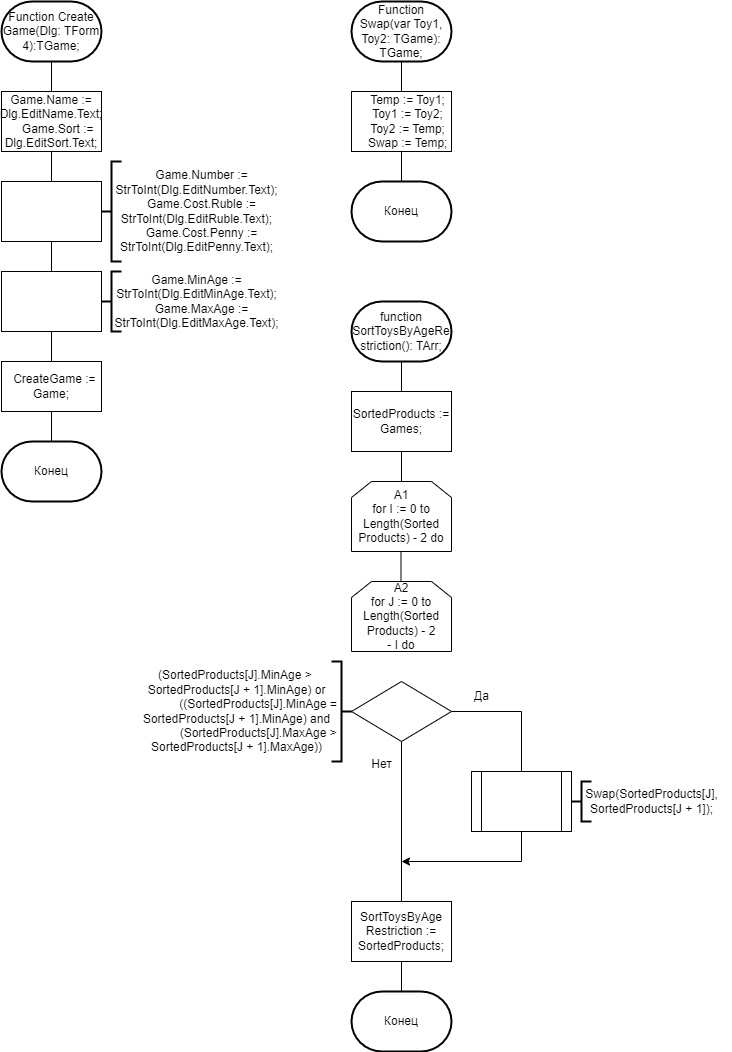 Function Create
Game(Dlg: TForm
4):TGame;
Game.Name :=
Dlg.EditName.Text;
Game.Sort :=
Dlg.EditSort.Text;
Game.Number :=
StrToInt(Dlg.EditNumber.Text);
Game.Cost.Ruble :=
StrToInt(Dlg.EditRuble.Text);
Game.Cost.Penny :=
StrToInt(Dlg.EditPenny.Text);
Game.MinAge :=
StrToInt(Dlg.EditMinAge.Text);
Game.MaxAge :=
StrToInt(Dlg.EditMaxAge.Text);
CreateGame :=
Game;
Конец
Function
Swap(var Toy1,
Toy2: TGame):
TGame;
Temp := Toy1;
Toy1 := Toy2;
Toy2 := Temp;
Swap := Temp;
Конец
function
SortToysByAgeRe
striction(): TArr;
SortedProducts :=
Games;
A1
for I := 0 to
Length(Sorted
Products) - 2 do
A2
for J := 0 to
Length(Sorted
Products) - 2
- I do
(SortedProducts[J].MinAge >
SortedProducts[J + 1].MinAge) or
((SortedProducts[J].MinAge =
SortedProducts[J + 1].MinAge) and
(SortedProducts[J].MaxAge >
SortedProducts[J + 1].MaxAge))
Да
Нет
Swap(SortedProducts[J],
SortedProducts[J + 1]);
SortToysByAge
Restriction :=
SortedProducts;
Конец